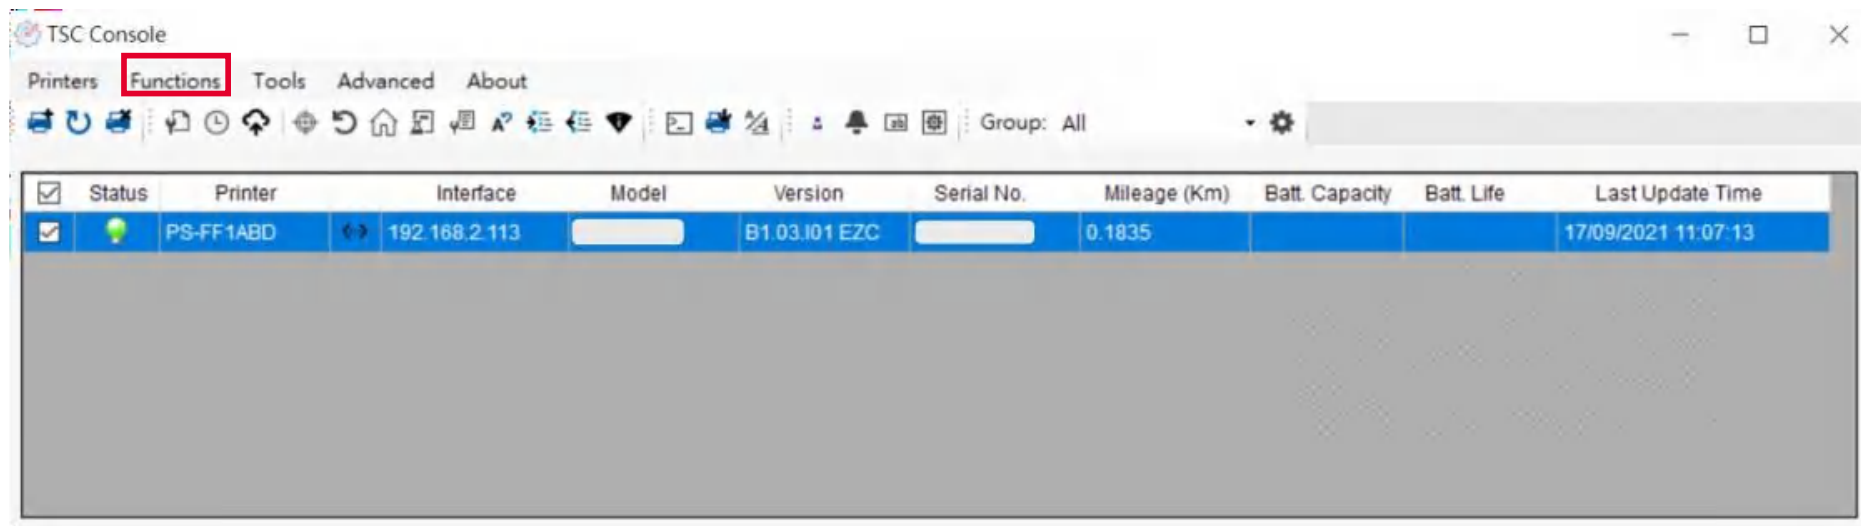 TSC Console
Printers Functions Tools Advanced About
Group: All
Status Printer Interface Model Version Serial No. Mileage (Km) Batt. Capacity Batt. Life Last Update Time
PS-FF1ABD 192.168.2.113 B1.03.I01 EZC 0.1835 17/09/2021 11:07:13